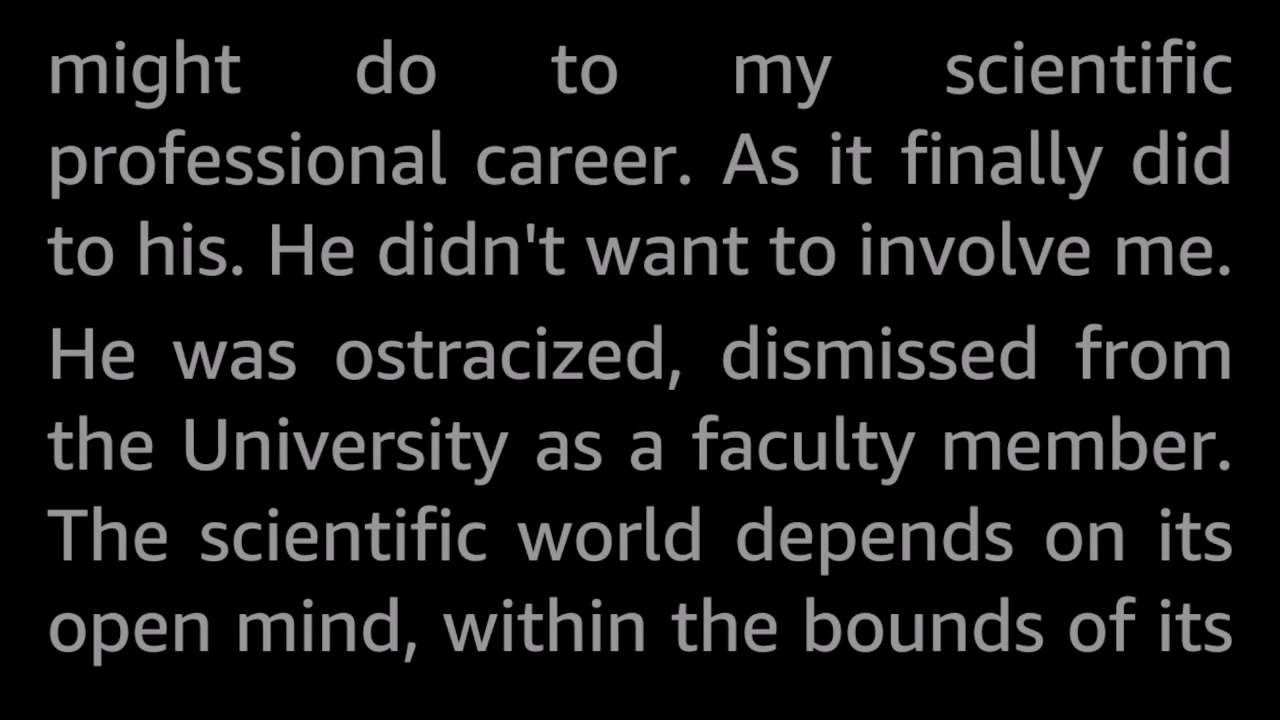 might do to my scientific
professional career. As it finally did
to his. He didn't want to involve me.
He was ostracized, dismissed from
the University as a faculty member.
The scientific world depends on its
open mind, within the bounds of its